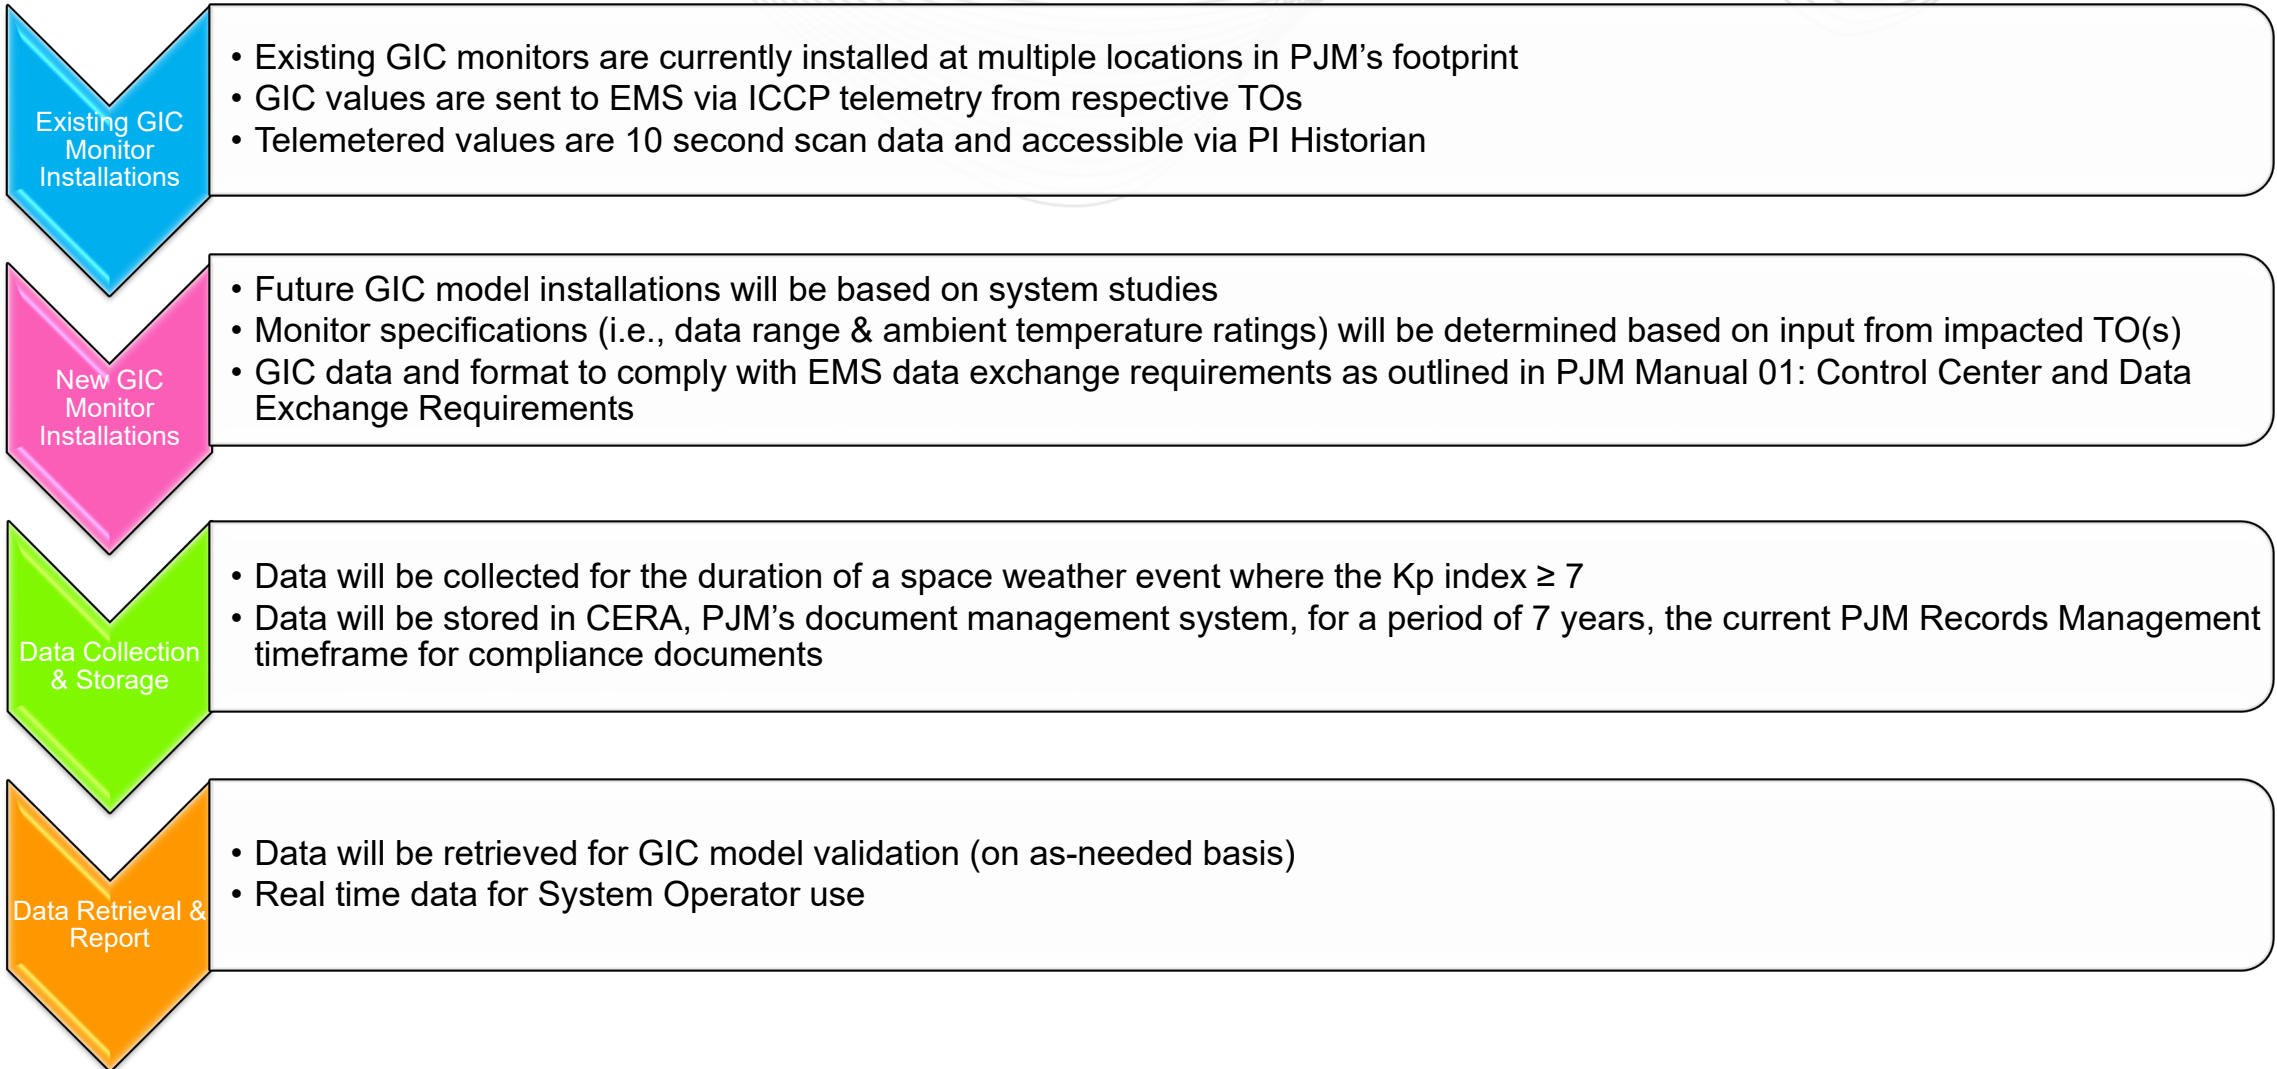 Existing GIC
Monitor
Installations
• Existing GIC monitors are currently installed at multiple locations in PJM’s footprint
• GIC values are sent to EMS via ICCP telemetry from respective TOs
• Telemetered values are 10 second scan data and accessible via PI Historian
New GIC
Monitor
Installations
• Future GIC model installations will be based on system studies
• Monitor specifications (i.e., data range & ambient temperature ratings) will be determined based on input from impacted TO(s)
• GIC data and format to comply with EMS data exchange requirements as outlined in PJM Manual 01: Control Center and Data
Exchange Requirements
Data Collection
& Storage
• Data will be collected for the duration of a space weather event where the Kp index ≥ 7
• Data will be stored in CERA, PJM’s document management system, for a period of 7 years, the current PJM Records Management
timeframe for compliance documents
Data Retrieval &
Report
• Data will be retrieved for GIC model validation (on as-needed basis)
• Real time data for System Operator use